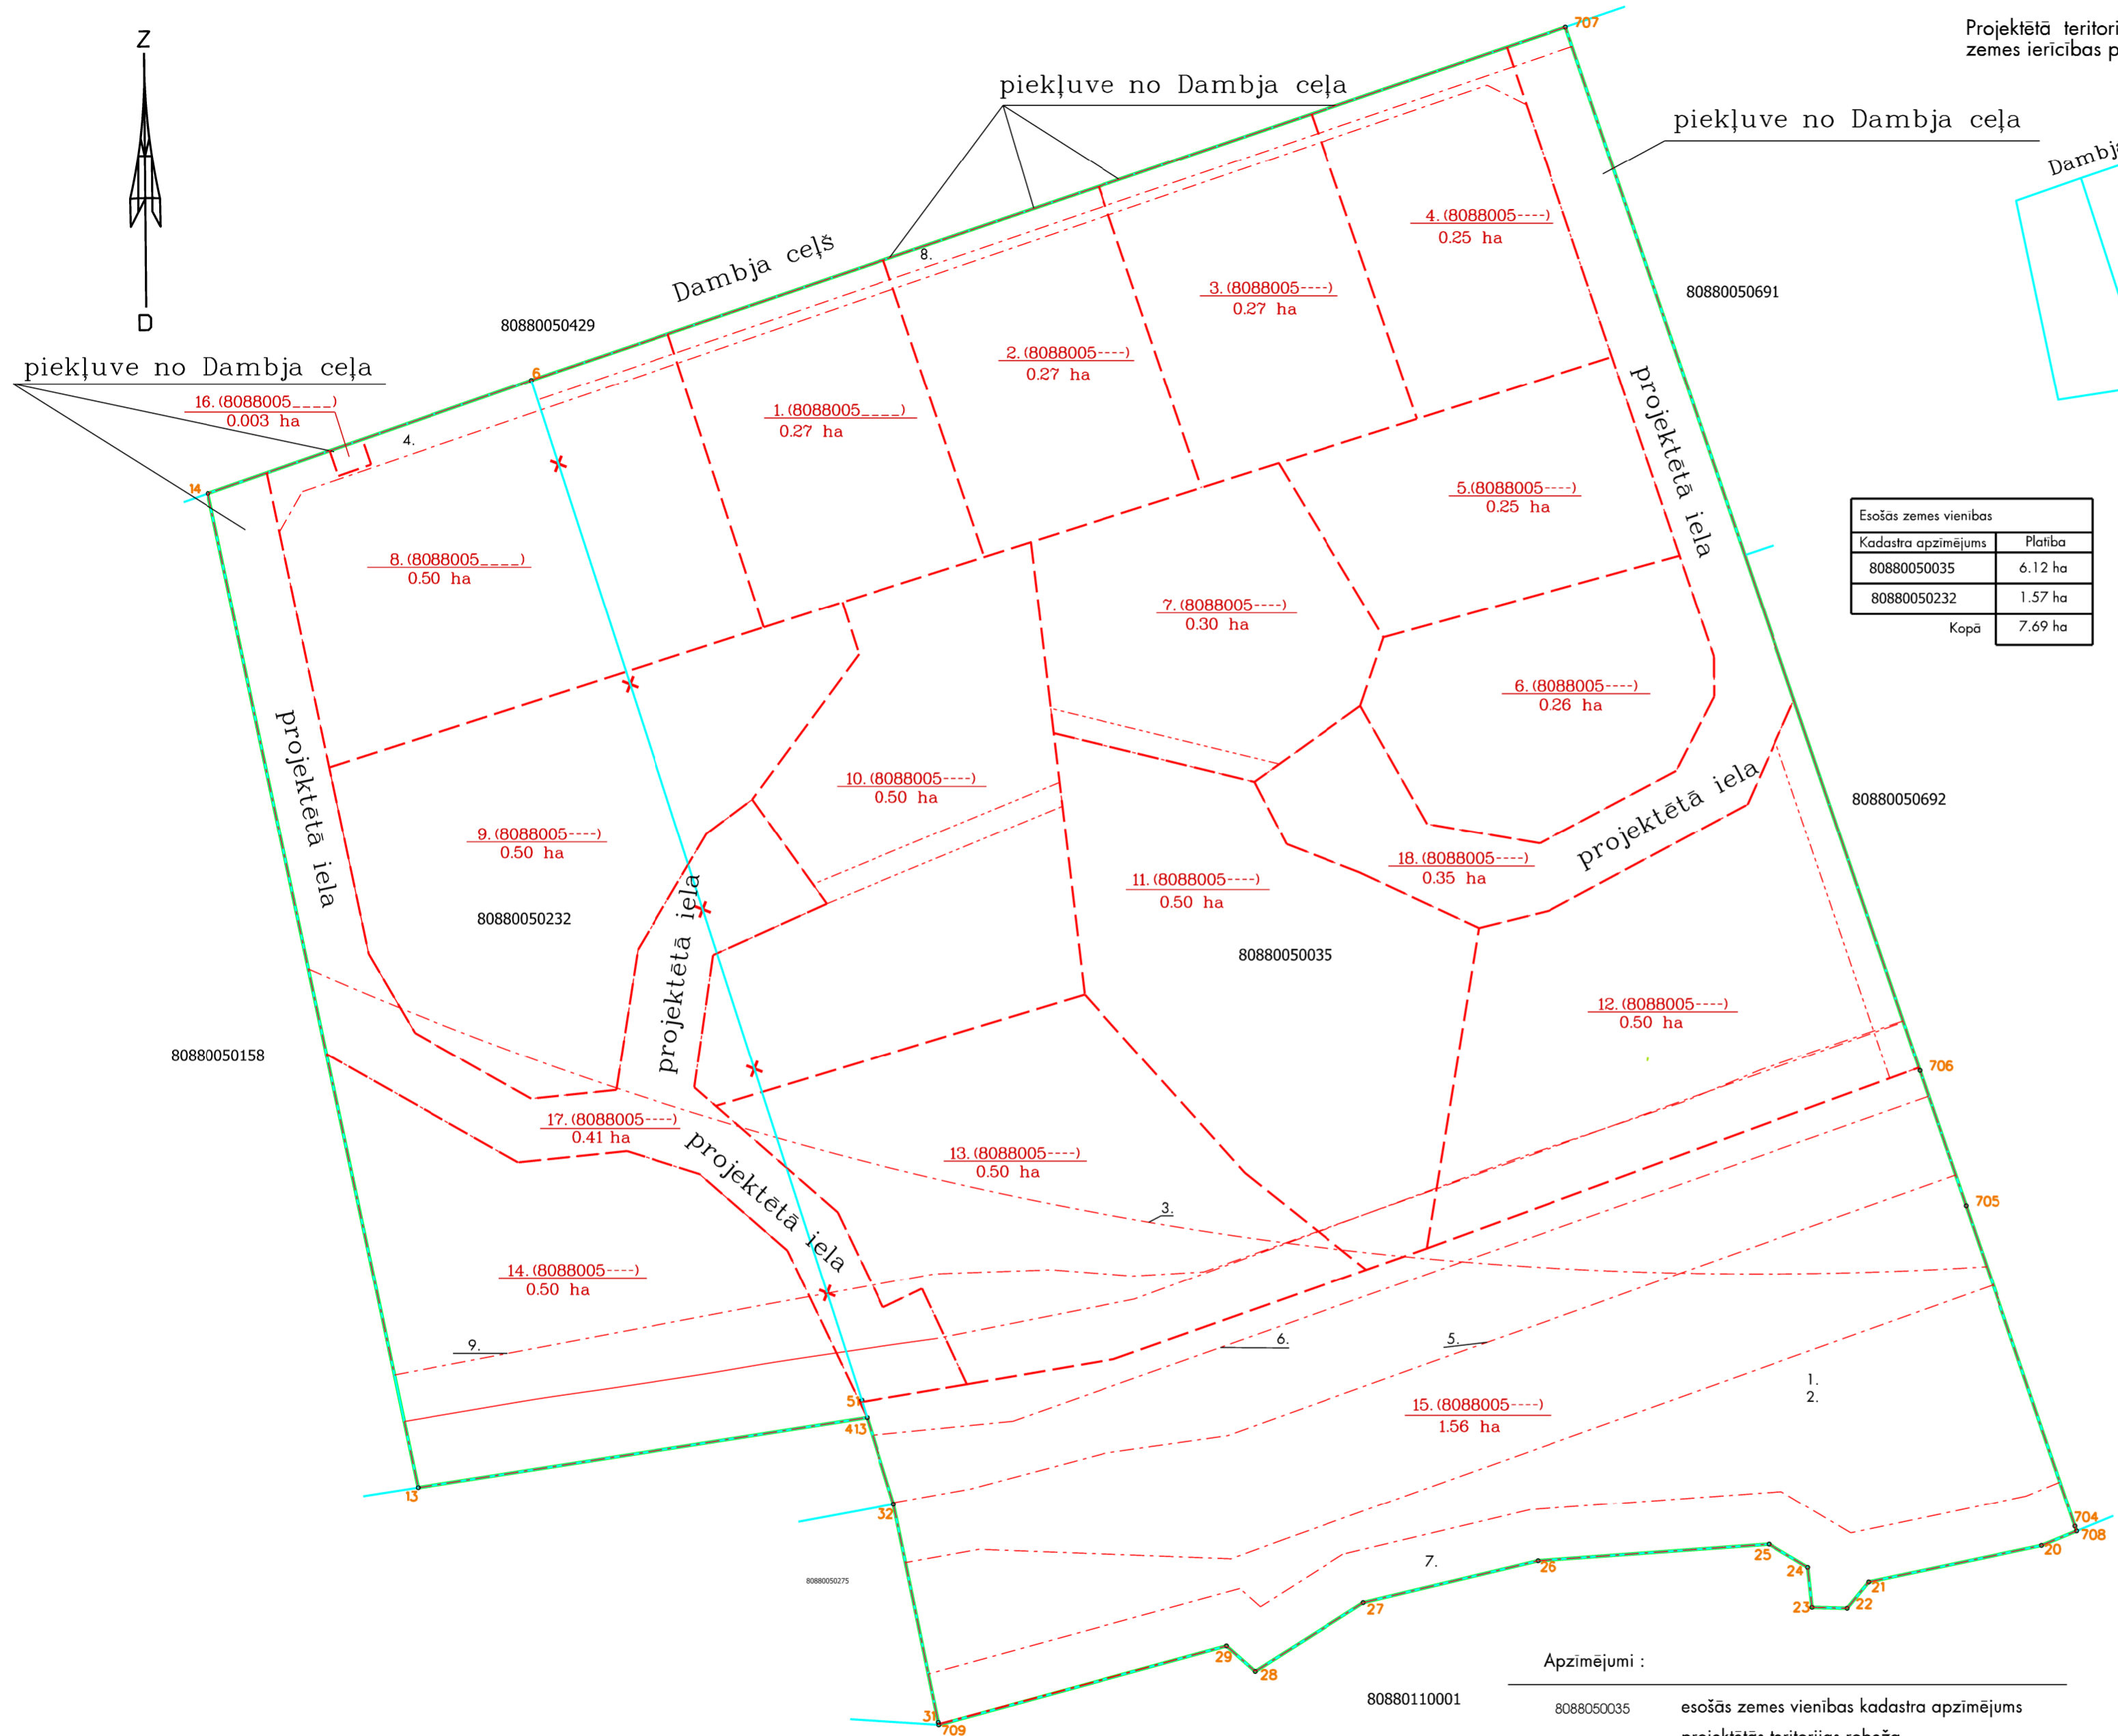 Z
D
Projektētā teritori
zemes ierīcības p
707
piekļuve no Dambja ceļa
piekļuve no Dambja ceļa
Dambja
Dambja ceļš
8.
4. (8088005----)
0.25 ha
80880050691
3. (8088005----)
0.27 ha
80880050429
2. (8088005----)
0.27 ha
piekļuve no Dambja ceļa
6
16. (8088005____)
0.003 ha
4.
1. (8088005____)
0.27 ha
projektētā iela
14
5.(8088005----)
0.25 ha
Esošās zemes vienības
Kadastra apzīmējums Platība
80880050035 6.12 ha
80880050232 1.57 ha
Kopā 7.69 ha
8. (8088005____)
0.50 ha
7. (8088005----)
0.30 ha
6. (8088005----)
0.26 ha
projektētā iela
10. (8088005----)
0.50 ha
projektētā iela
80880050692
9. (8088005----)
0.50 ha
18. (8088005----)
0.35 ha
11. (8088005----)
0.50 ha
80880050232
projektētā iela
80880050035
12. (8088005----)
0.50 ha
80880050158
706
17. (8088005----)
0.41 ha
projektētā iela
13. (8088005----)
0.50 ha
3.
705
14. (8088005----)
0.50 ha
9.
6.
5.
1.
2.
51
413
15. (8088005----)
1.56 ha
13
32
704
708
20
25
26
24
7.
21
80880050275
27
23
22
29
28
Apzīmējumi :
80880110001
8088050035 esošās zemes vienības kadastra apzīmējums
31
709
projektētās teritorijas robeža